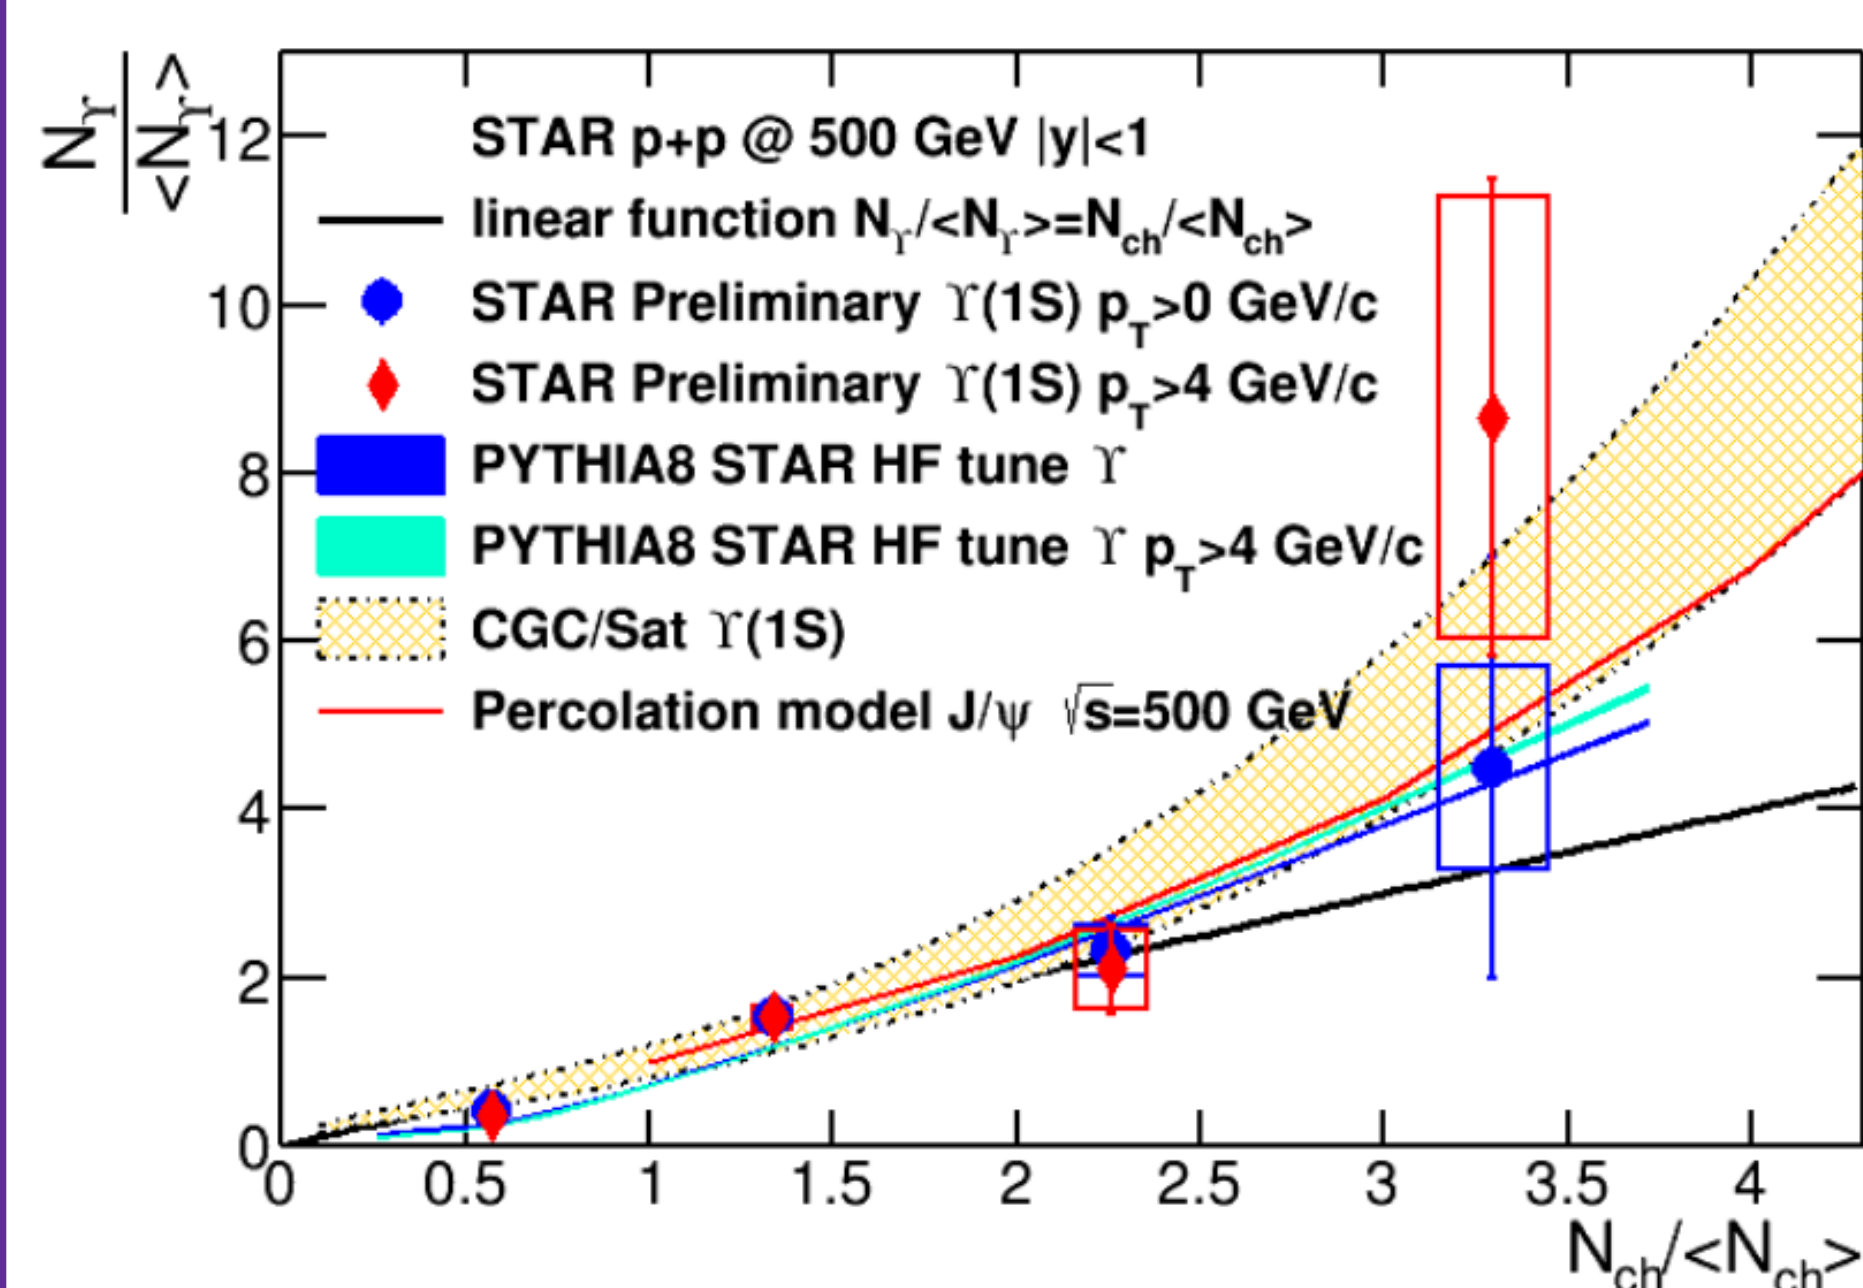 N_ϒ
<N_ϒ>
12
10
8
6
4
2
0
STAR p+p @ 500 GeV |y|<1
linear function N_ϒ/<N_ϒ>=N_ch/<N_ch>
STAR Preliminary ϒ(1S) p_T>0 GeV/c
STAR Preliminary ϒ(1S) p_T>4 GeV/c
PYTHIA8 STAR HF tune ϒ
PYTHIA8 STAR HF tune ϒ p_T>4 GeV/c
CGC/Sat ϒ(1S)
Percolation model J/ψ √s=500 GeV
0 0.5 1 1.5 2 2.5 3 3.5 4
N_ch/<N_ch>